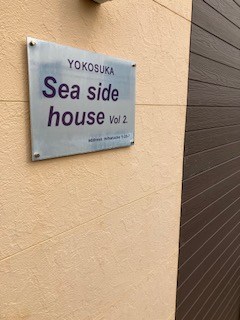 YOKOSUKA
Sea side
house Vol 2.